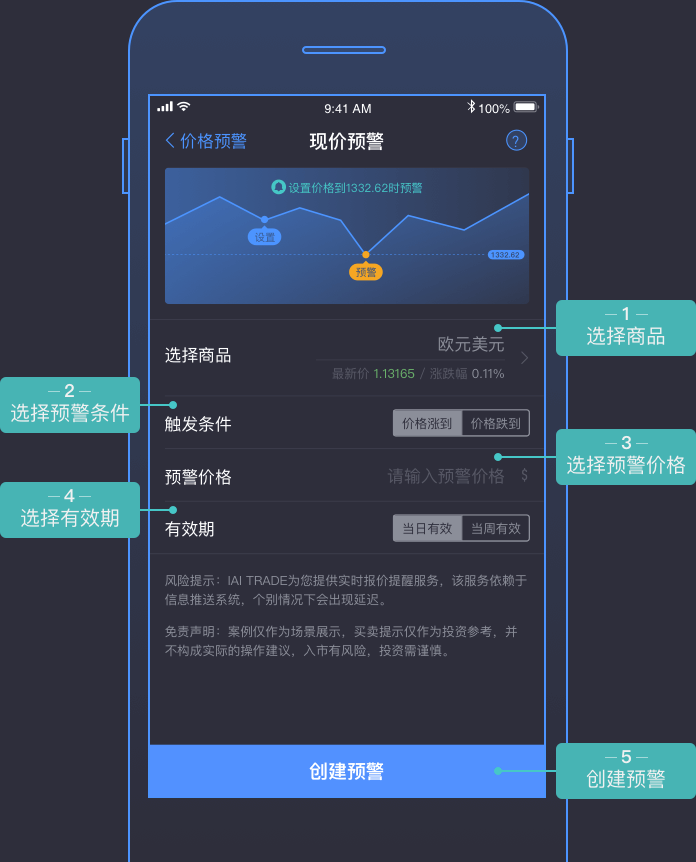 9:41 AM
100%
价格预警
现价预警
?
设置价格到1332.62时预警
设置
1332.62
预警
1
选择商品
选择商品
欧元美元
最新价 1.13165 / 涨跌幅 0.11%
2
选择预警条件
触发条件
价格涨到
价格跌到
3
选择预警价格
预警价格
请输入预警价格
$
4
选择有效期
有效期
当日有效
当周有效
风险提示：IAI TRADE为您提供实时报价提醒服务，该服务依赖于
信息推送系统，个别情况下会出现延迟。
免责声明：案例仅作为场景展示，买卖提示仅作为投资参考，并
不构成实际的操作建议，入市有风险，投资需谨慎。
5
创建预警
创建预警